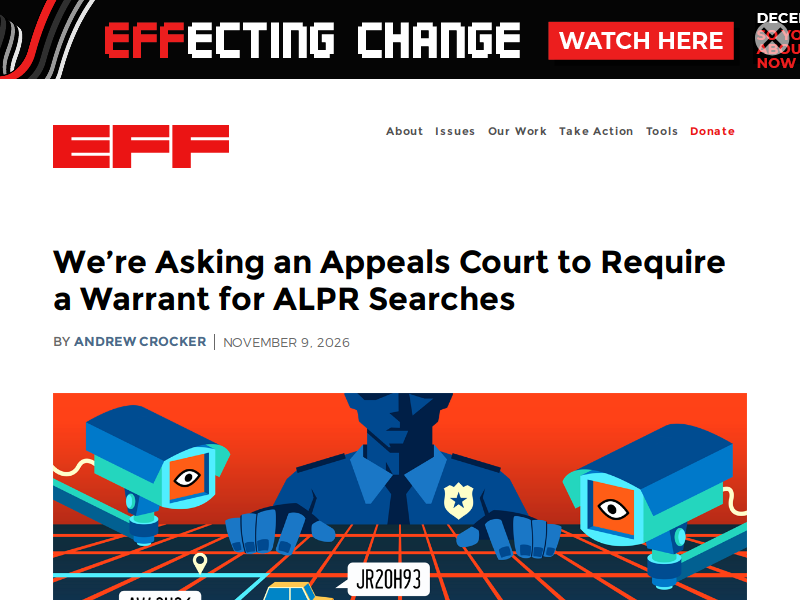 EFFECTING CHANGE
WATCH HERE
NOW
EFF
About Issues Our Work Take Action Tools Donate
We’re Asking an Appeals Court to Require
a Warrant for ALPR Searches
BY ANDREW CROCKER | NOVEMBER 9, 2026
JR20H93